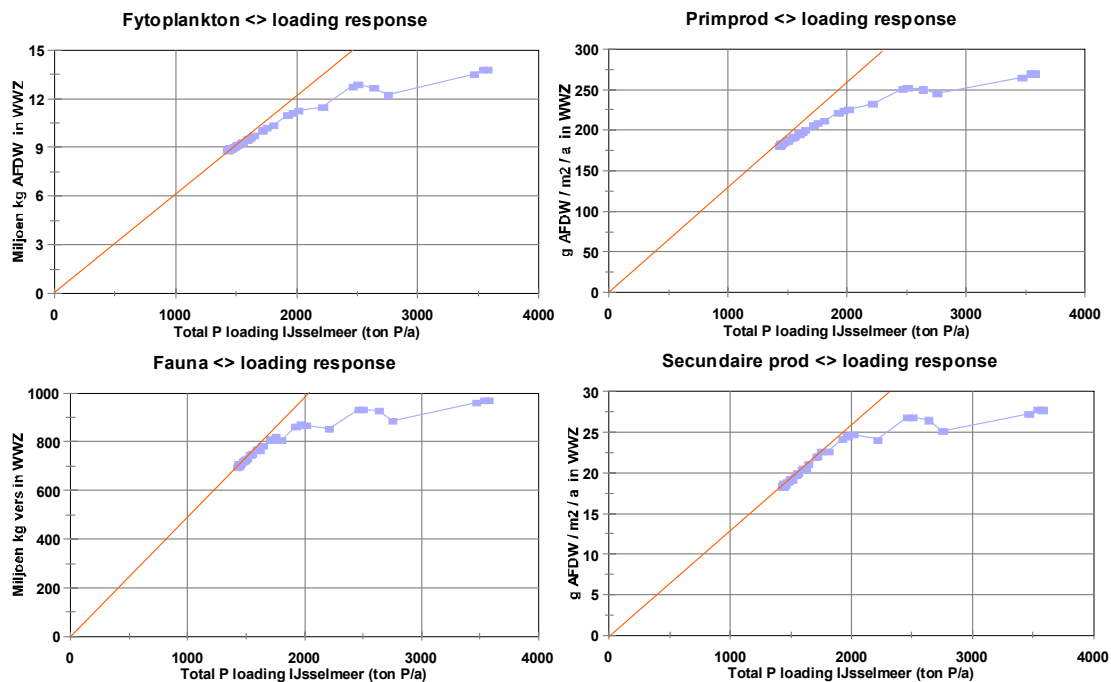 Fytoplankton <> loading response
Miljoen kg AFDW in WWZ
15
12
9
6
3
0
0 1000 2000 3000 4000
Total P loading IJsselmeer (ton P/a)
Primprod <> loading response
g AFDW / m2 / a in WWZ
300
250
200
150
100
50
0
0 1000 2000 3000 4000
Total P loading IJsselmeer (ton P/a)
Fauna <> loading response
Miljoen kg vers in WWZ
1000
800
600
400
200
0
0 1000 2000 3000 4000
Total P loading IJsselmeer (ton P/a)
Secundaire prod <> loading response
g AFDW / m2 / a in WWZ
30
25
20
15
10
5
0
0 1000 2000 3000 4000
Total P loading IJsselmeer (ton P/a)